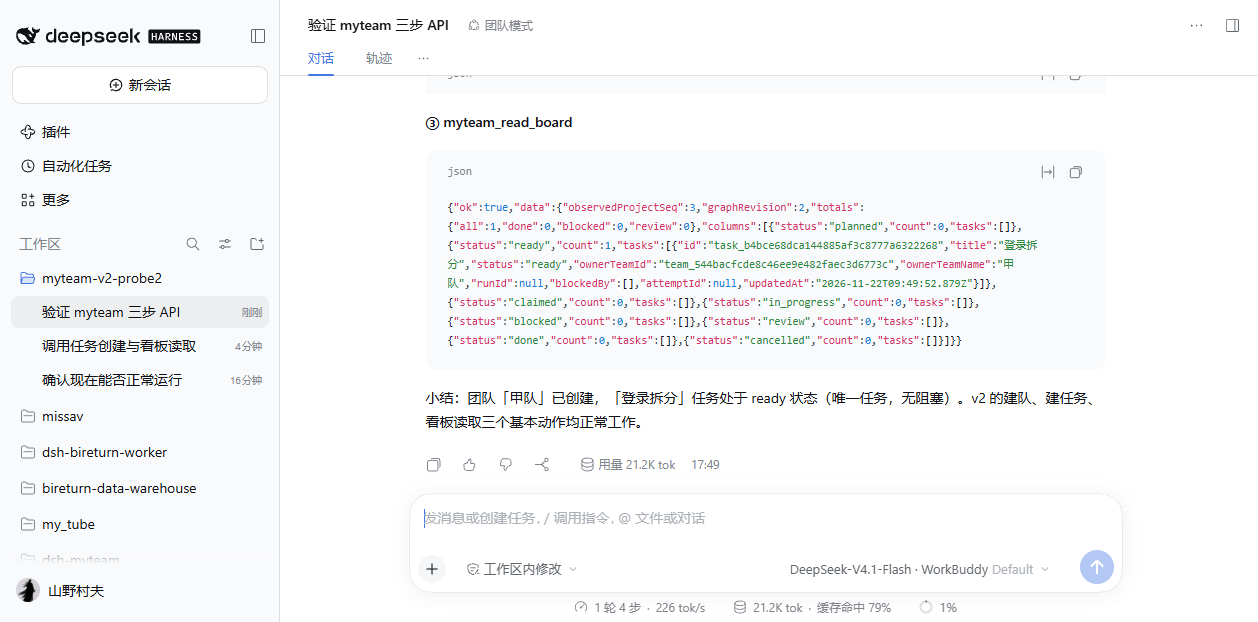 deepseek HARNESS
新会话
插件
自动化任务
更多
工作区
myteam-v2-probe2
验证 myteam 三步 API 刚刚
调用任务创建与看板读取 4分钟
确认现在能否正常运行 16分钟
missav
dsh-bireturn-worker
bireturn-data-warehouse
my_tube
dsh-myteam
山野村夫
验证 myteam 三步 API 团队模式
对话 轨迹 ···
json
③ myteam_read_board
json
{"ok":true,"data":{"observedProjectSeq":3,"graphRevision":2,"totals":
{"all":1,"done":0,"blocked":0,"review":0},"columns":[{"status":"planned","count":0,"tasks":[]},
{"status":"ready","count":1,"tasks":[{"id":"task_b4bce68dca144885af3c8777a6322268","title":"登录拆
分","status":"ready","ownerTeamId":"team_544bacfcde8c46ee9e482faec3d6773c","ownerTeamName":"甲
队","runId":null,"blockedBy":[],"attemptId":null,"updatedAt":"2026-11-22T09:49:52.879Z"}]},
{"status":"claimed","count":0,"tasks":[]},{"status":"in_progress","count":0,"tasks":[]},
{"status":"blocked","count":0,"tasks":[]},{"status":"review","count":0,"tasks":[]},
{"status":"done","count":0,"tasks":[]},{"status":"cancelled","count":0,"tasks":[]}]}}
小结：团队「甲队」已创建，「登录拆分」任务处于 ready 状态（唯一任务，无阻塞）。v2 的建队、建任务、
看板读取三个基本动作均正常工作。
用量 21.2K tok 17:49
发消息或创建任务, / 调用指令, @ 文件或对话
工作区内修改 DeepSeek-V4.1-Flash · WorkBuddy Default
1 轮 4 步 · 226 tok/s 21.2K tok · 缓存命中 79% 1%